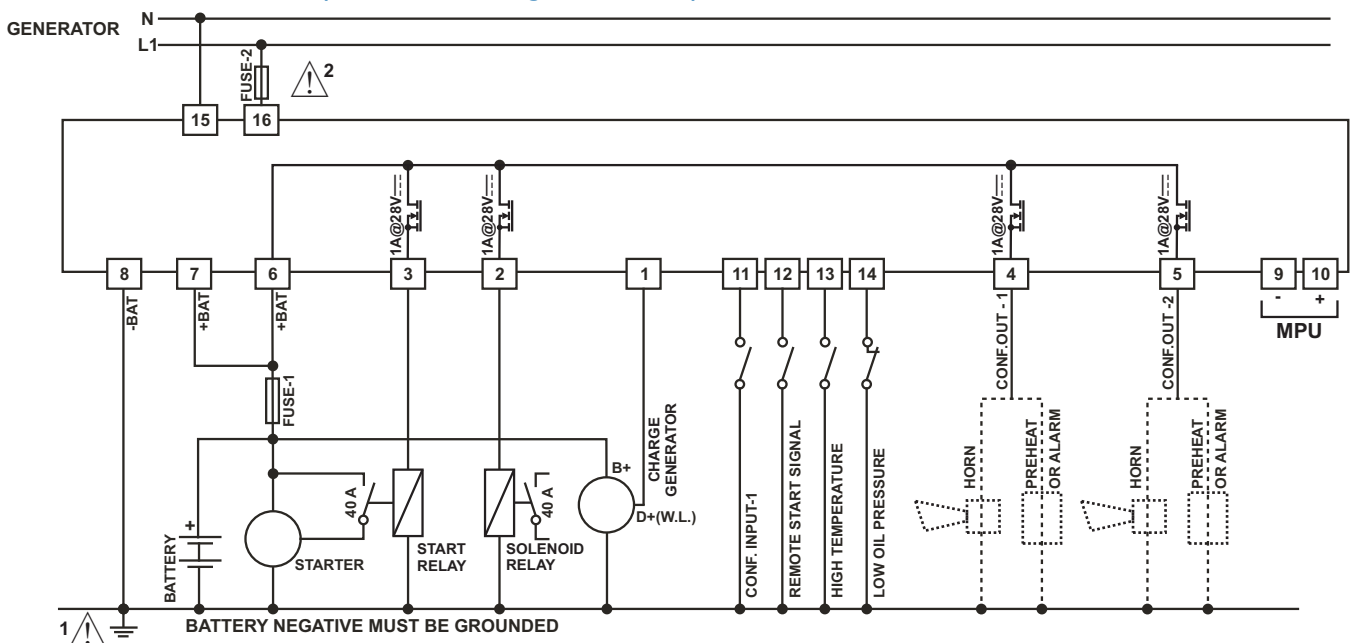 GENERATOR
N
L1
FUSE-2
2
15
16
1A@28V
1A@28V
1A@28V
1A@28V
8
7
6
3
2
1
11
12
13
14
4
5
9
10
-BAT
+BAT
+BAT
- +
MPU
FUSE-1
CHARGE
GENERATOR
CONF. INPUT-1
REMOTE START SIGNAL
HIGH TEMPERATURE
LOW OIL PRESSURE
CONF.OUT - 1
CONF.OUT -2
HORN
PREHEAT
OR ALARM
HORN
PREHEAT
OR ALARM
B+
D+(W.L.)
40 A
40 A
+
BATTERY
STARTER
START
RELAY
SOLENOID
RELAY
1
BATTERY NEGATIVE MUST BE GROUNDED